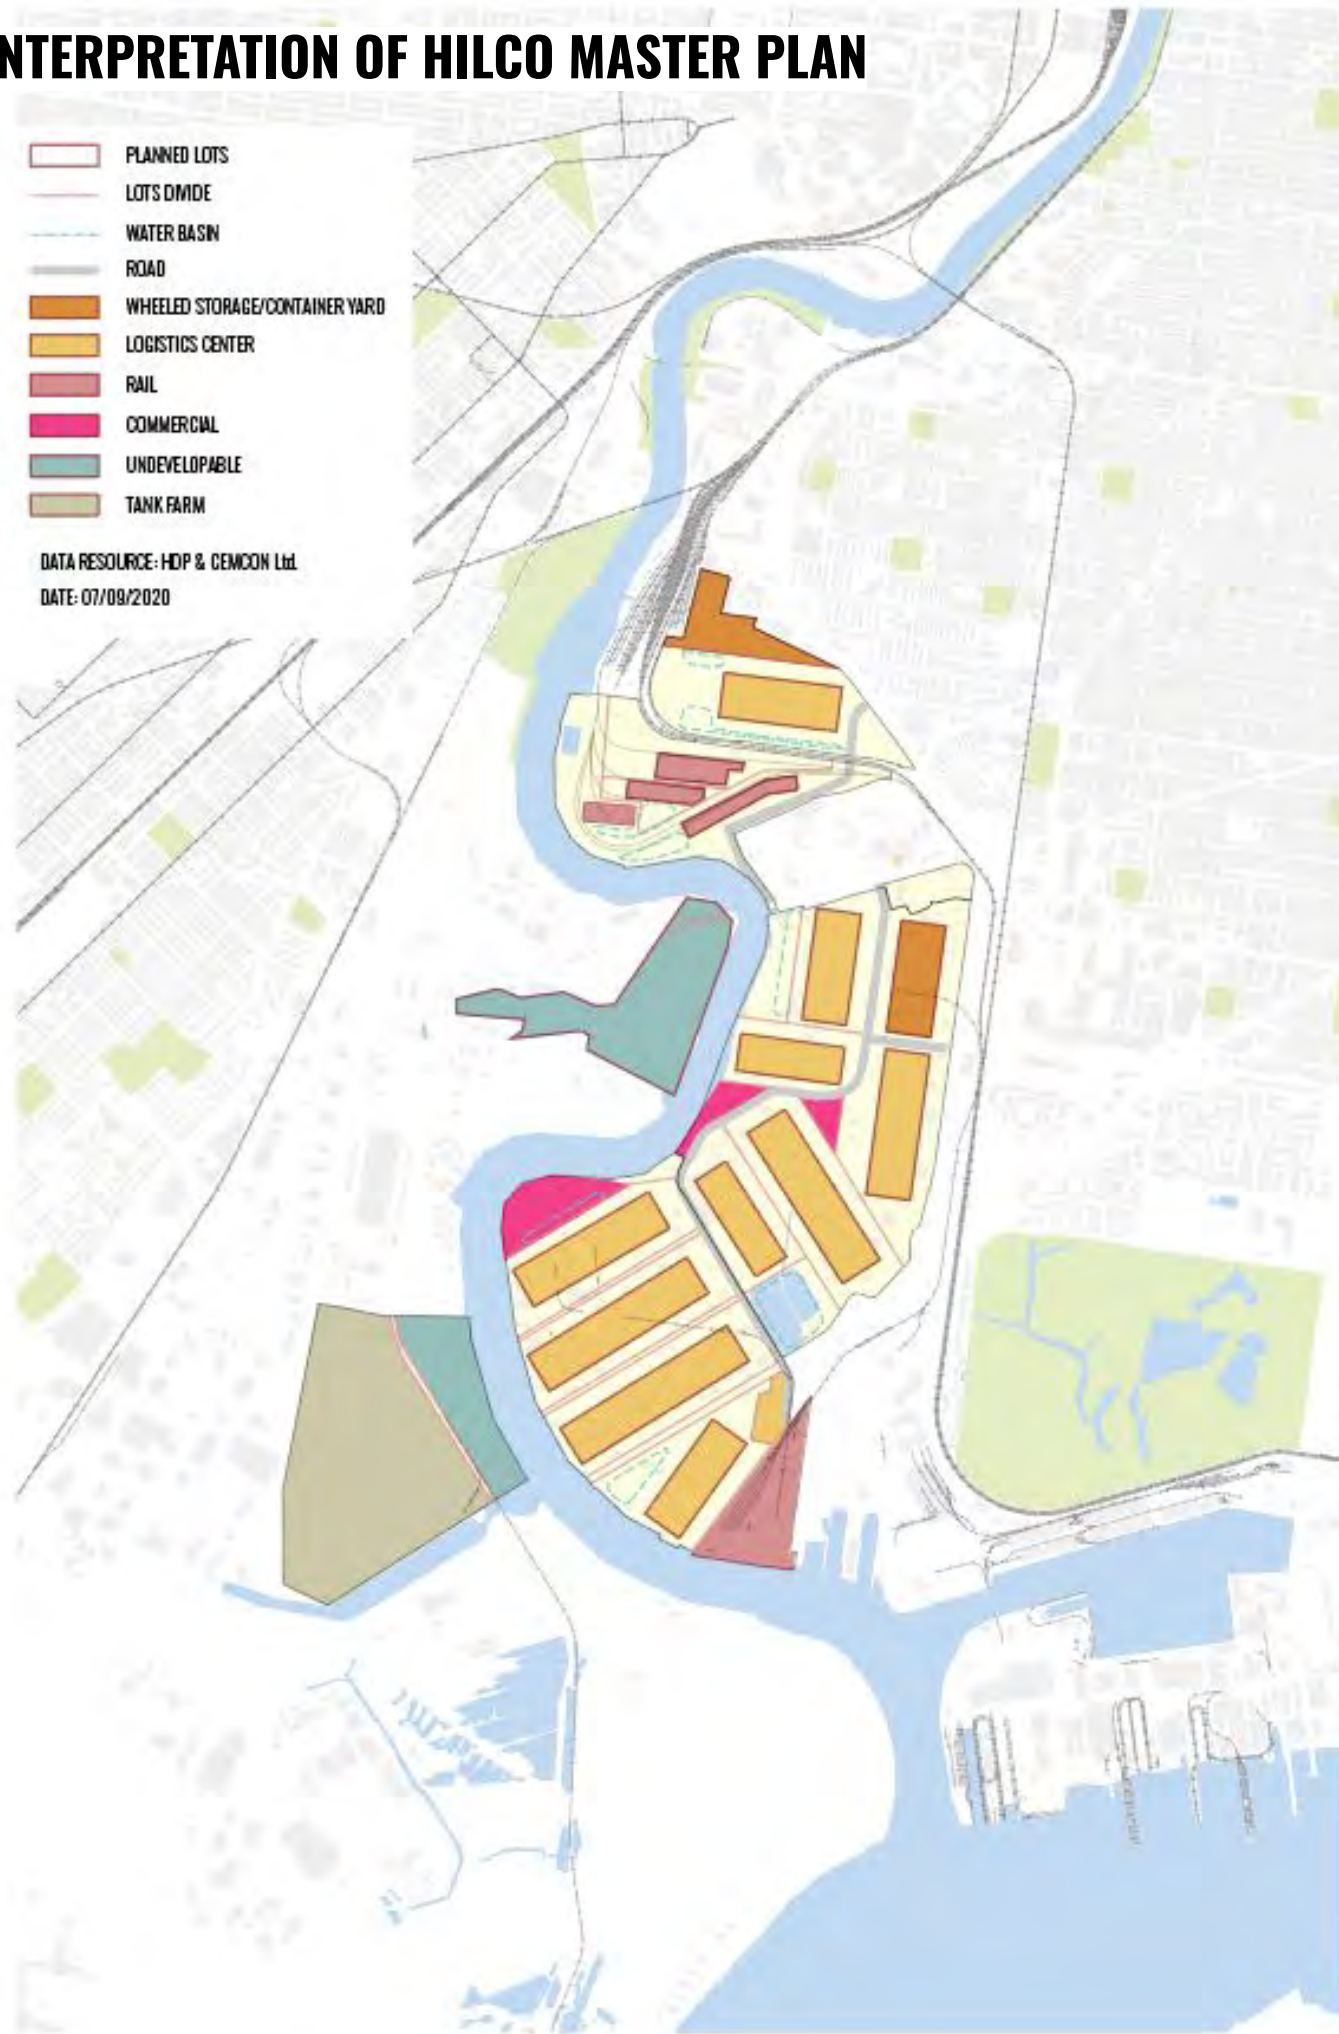 NTERPRETATION OF HILCO MASTER PLAN
PLANNED LOTS
LOTS DIVIDE
WATER BASIN
ROAD
WHEELED STORAGE/CONTAINER YARD
LOGISTICS CENTER
RAIL
COMMERCIAL
UNDEVELOPABLE
TANK FARM
DATA RESOURCE: HDP & CEMCON Ltd.
DATE: 07/09/2020